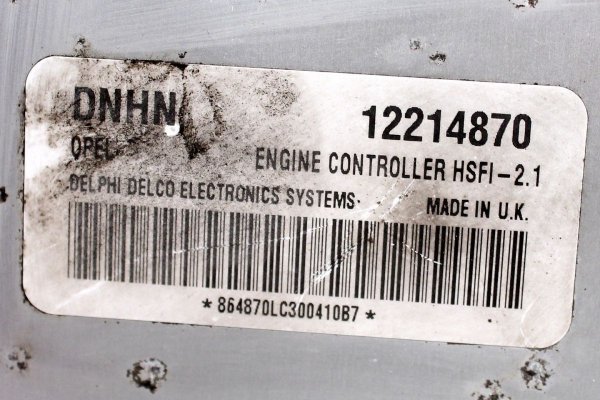 DNHN 12214870
OPEL ENGINE CONTROLLER HSFI-2.1
DELPHI DELCO ELECTRONICS SYSTEMS MADE IN U.K.
*864870LC300410B7*